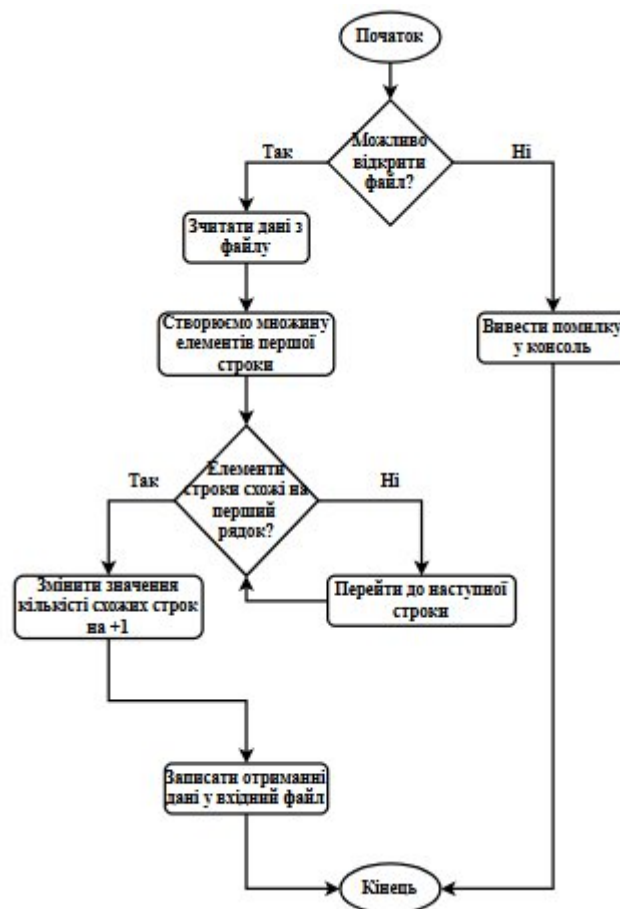 Початок
Можливо
відкрити
файл?
Так
Ні
Зчитати дані з
файлу
Створюємо множину
елементів першої
строки
Вивести помилку
у консоль
Елементи
строки схожі на
перший
рядок?
Так
Ні
Змінити значення
кількісті схожих строк
на +1
Перейти до наступної
строки
Записати отриманні
дані у вхідний файл
Кінець